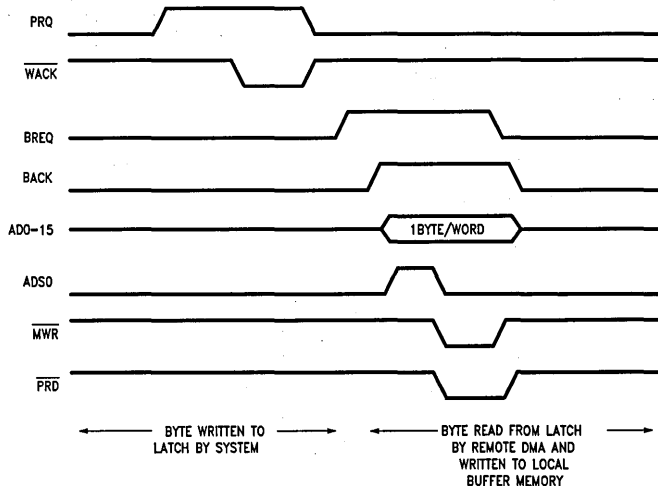 PRQ
WACK
BREQ
BACK
AD0-15
1BYTE/WORD
ADS0
MWR
PRD
BYTE WRITTEN TO
LATCH BY SYSTEM
BYTE READ FROM LATCH
BY REMOTE DMA AND
WRITTEN TO LOCAL
BUFFER MEMORY